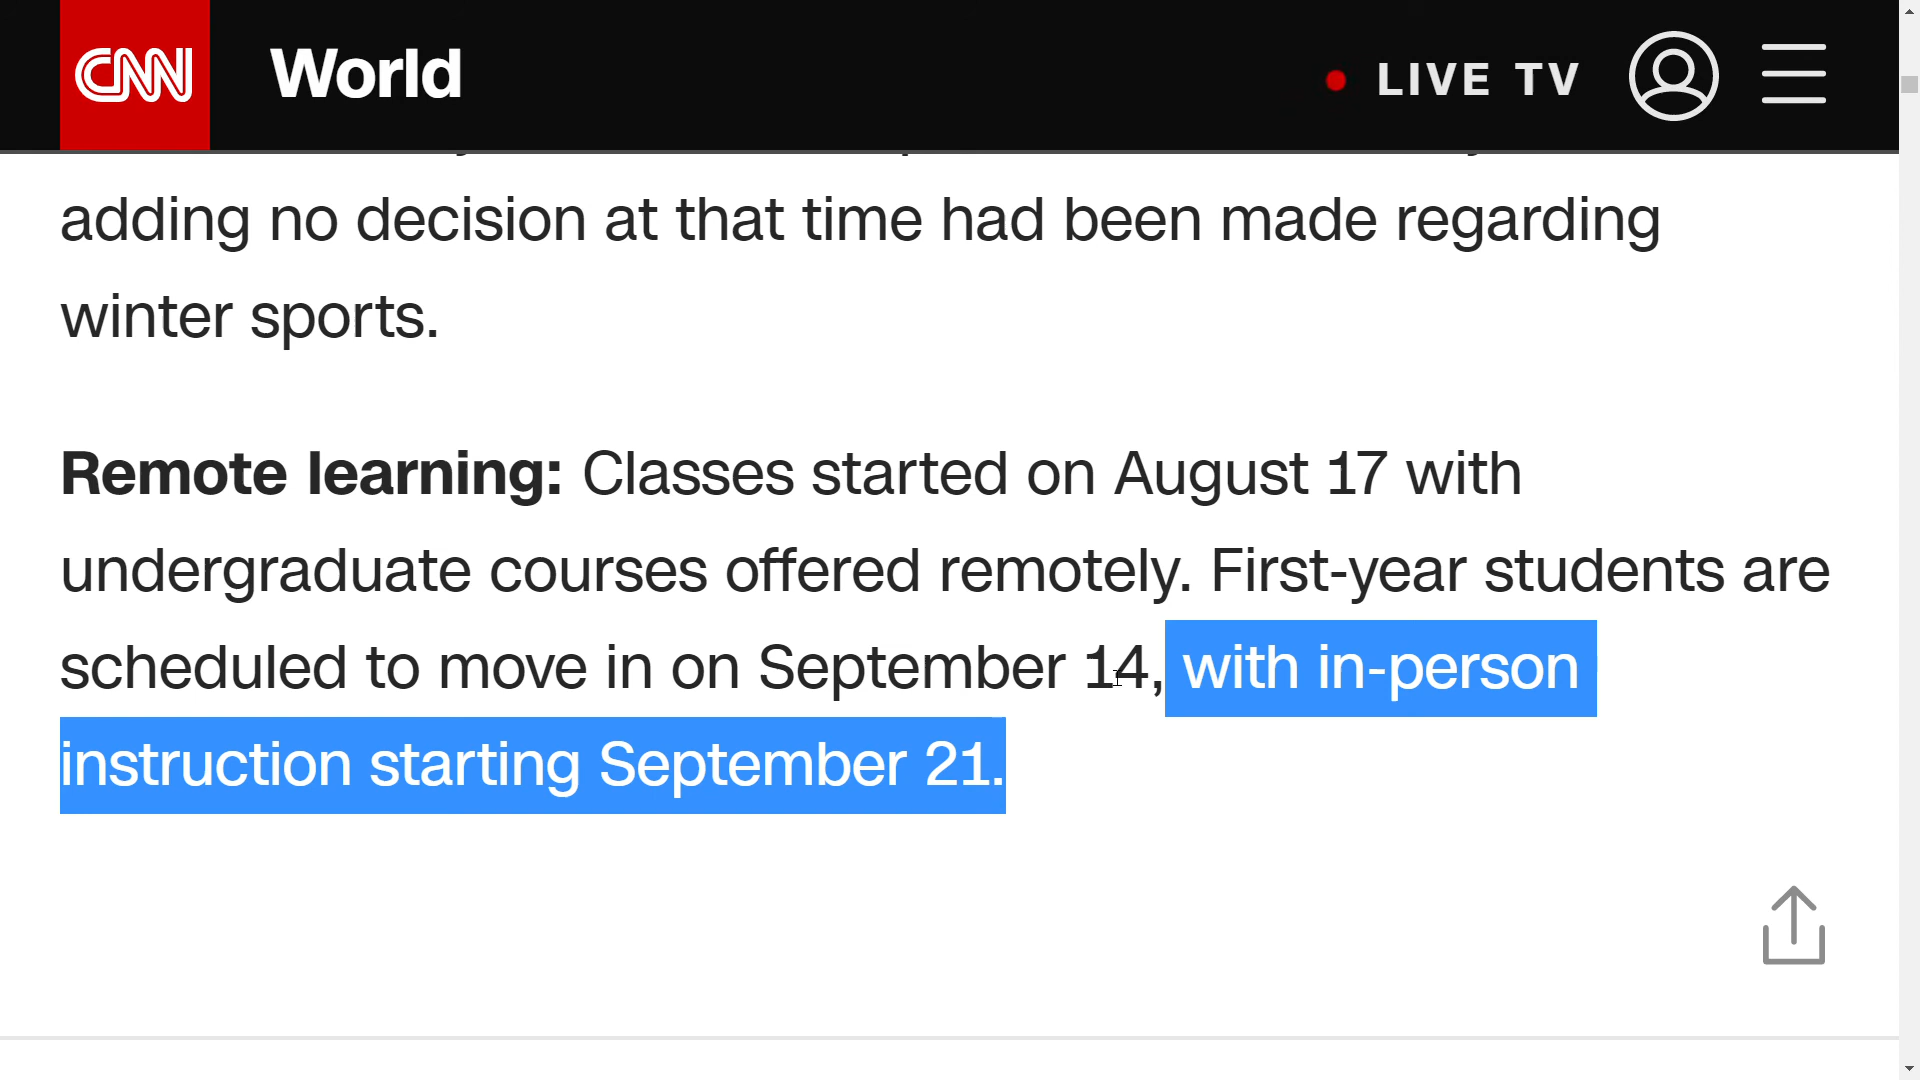 CNN World LIVE TV
adding no decision at that time had been made regarding
winter sports.
Remote learning: Classes started on August 17 with
undergraduate courses offered remotely. First-year students are
scheduled to move in on September 14, with in-person
instruction starting September 21.